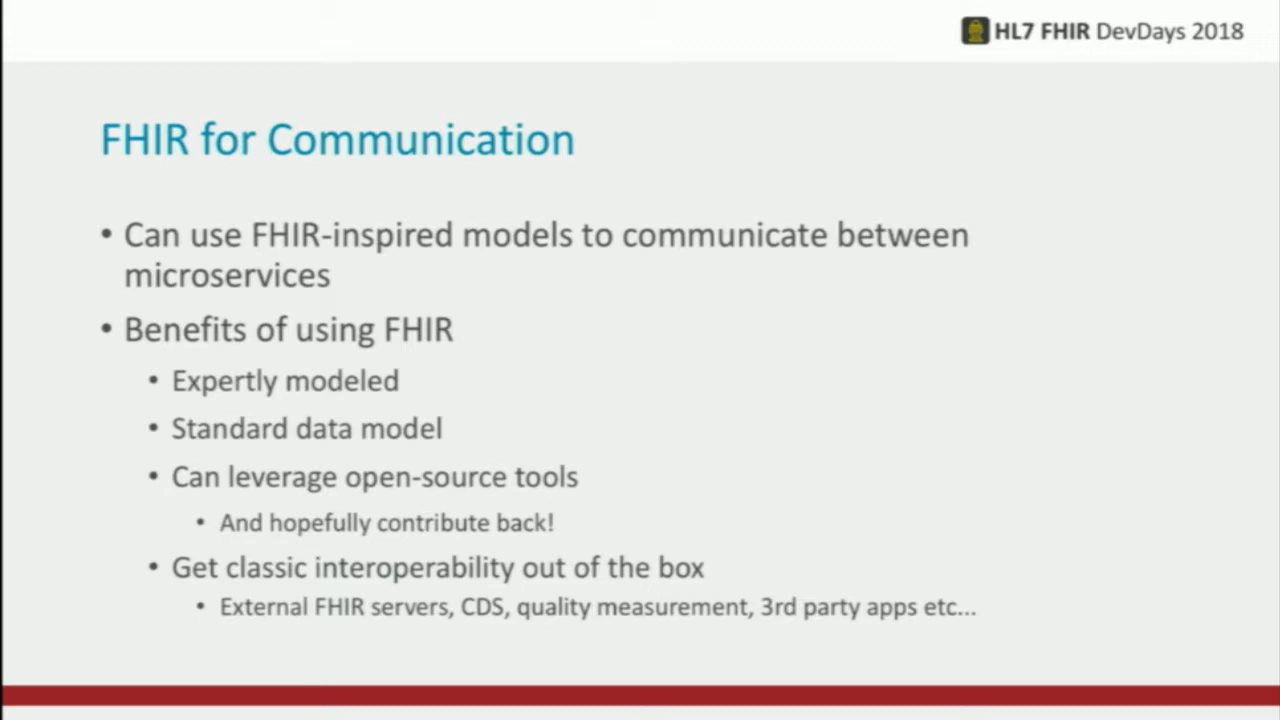 HL7 FHIR DevDays 2018
FHIR for Communication
• Can use FHIR-inspired models to communicate between
microservices
• Benefits of using FHIR
• Expertly modeled
• Standard data model
• Can leverage open-source tools
• And hopefully contribute back!
• Get classic interoperability out of the box
• External FHIR servers, CDS, quality measurement, 3rd party apps etc...